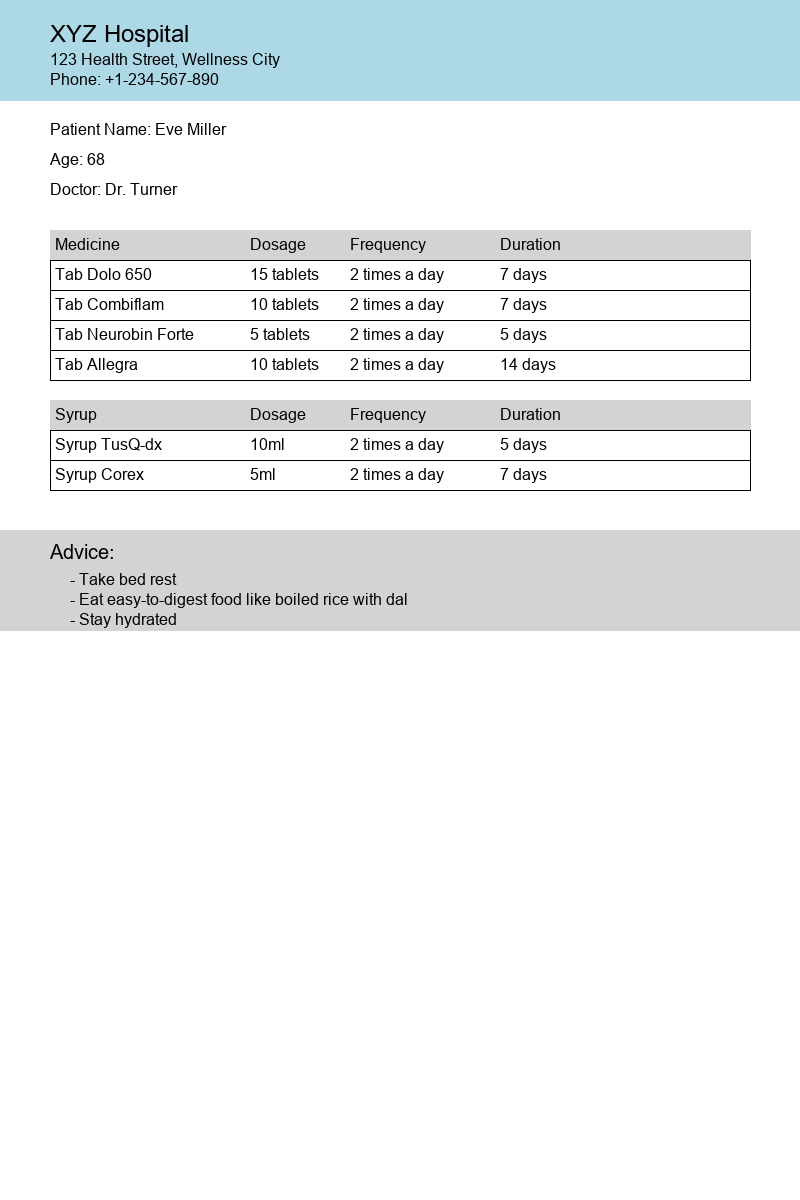 XYZ Hospital
123 Health Street, Wellness City
Phone: +1-234-567-890
Patient Name: Eve Miller
Age: 68
Doctor: Dr. Turner
Medicine Dosage Frequency Duration
Tab Dolo 650 15 tablets 2 times a day 7 days
Tab Combiflam 10 tablets 2 times a day 7 days
Tab Neurobin Forte 5 tablets 2 times a day 5 days
Tab Allegra 10 tablets 2 times a day 14 days
Syrup Dosage Frequency Duration
Syrup TusQ-dx 10ml 2 times a day 5 days
Syrup Corex 5ml 2 times a day 7 days
Advice:
- Take bed rest
- Eat easy-to-digest food like boiled rice with dal
- Stay hydrated